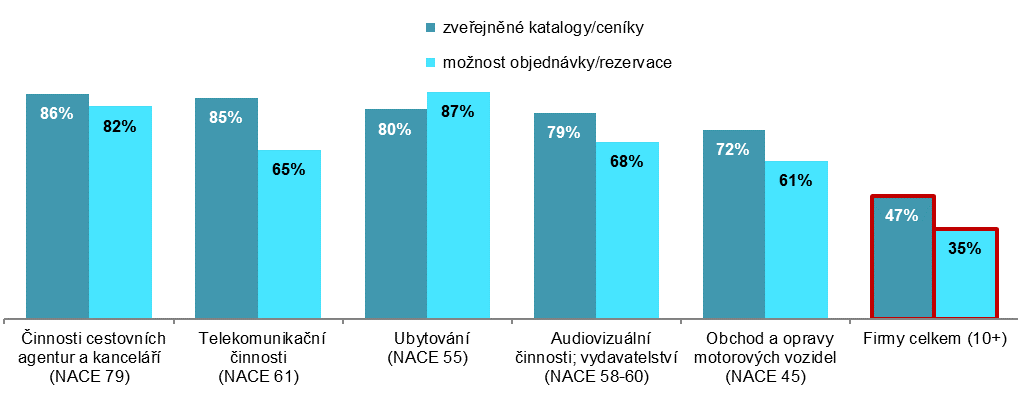 zveřejněné katalogy/ceníky
možnost objednávky/rezervace
86%
82%
85%
65%
80%
87%
79%
68%
72%
61%
47%
35%
Činnosti cestovních
agentur a kanceláří
(NACE 79)
Telekomunikační
činnosti
(NACE 61)
Ubytování
(NACE 55)
Audiovizuální
činnosti; vydavatelství
(NACE 58-60)
Obchod a opravy
motorových vozidel
(NACE 45)
Firmy celkem (10+)